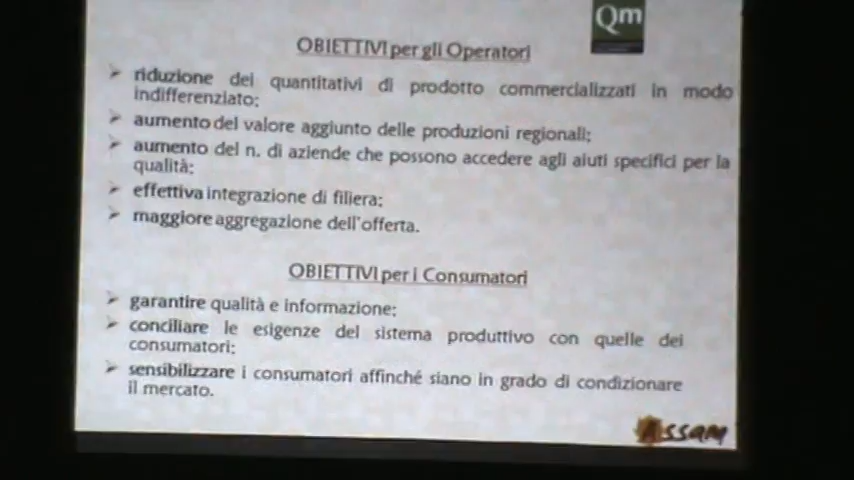 Qm
OBIETTIVI per gli Operatori
➢ riduzione dei quantitativi di prodotto commercializzati in modo
indifferenziato;
➢ aumento del valore aggiunto delle produzioni regionali;
➢ aumento del n. di aziende che possono accedere agli aiuti specifici per la
qualità;
➢ effettiva integrazione di filiera;
➢ maggiore aggregazione dell'offerta.
OBIETTIVI per i Consumatori
➢ garantire qualità e informazione;
➢ conciliare le esigenze del sistema produttivo con quelle dei
consumatori;
➢ sensibilizzare i consumatori affinché siano in grado di condizionare
il mercato.
Assam